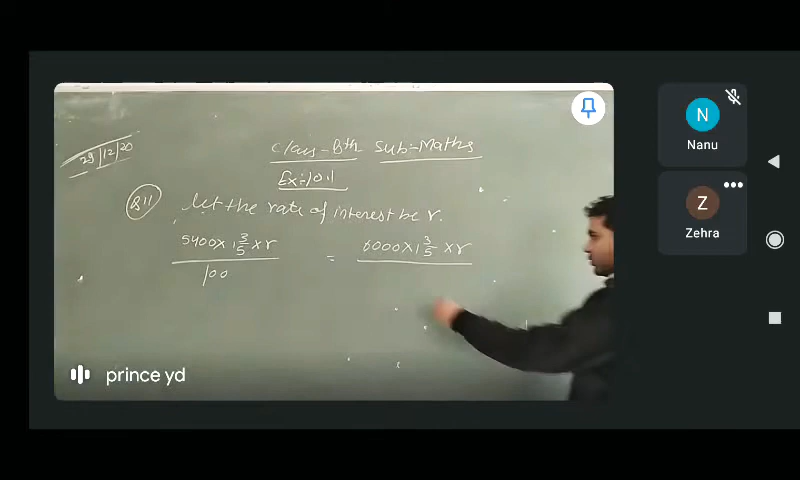 29/12/20
Class-8th Sub-Maths
Ex:-10.1
Q11 Let the rate of interest be r.
5400 x 1 3/5 x r / 100 = 6000 x 1 3/5 x r
prince yd
N
Nanu
Z
Zehra